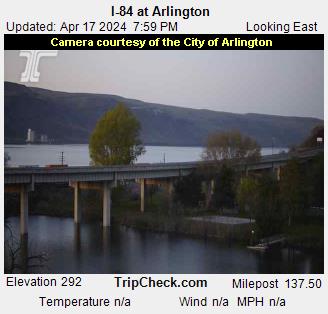 I-84 at Arlington
Updated: Apr 17 2024 7:59 PM Looking East
Camera courtesy of the City of Arlington
Elevation 292 TripCheck.com Milepost 137.50
Temperature n/a Wind n/a MPH n/a